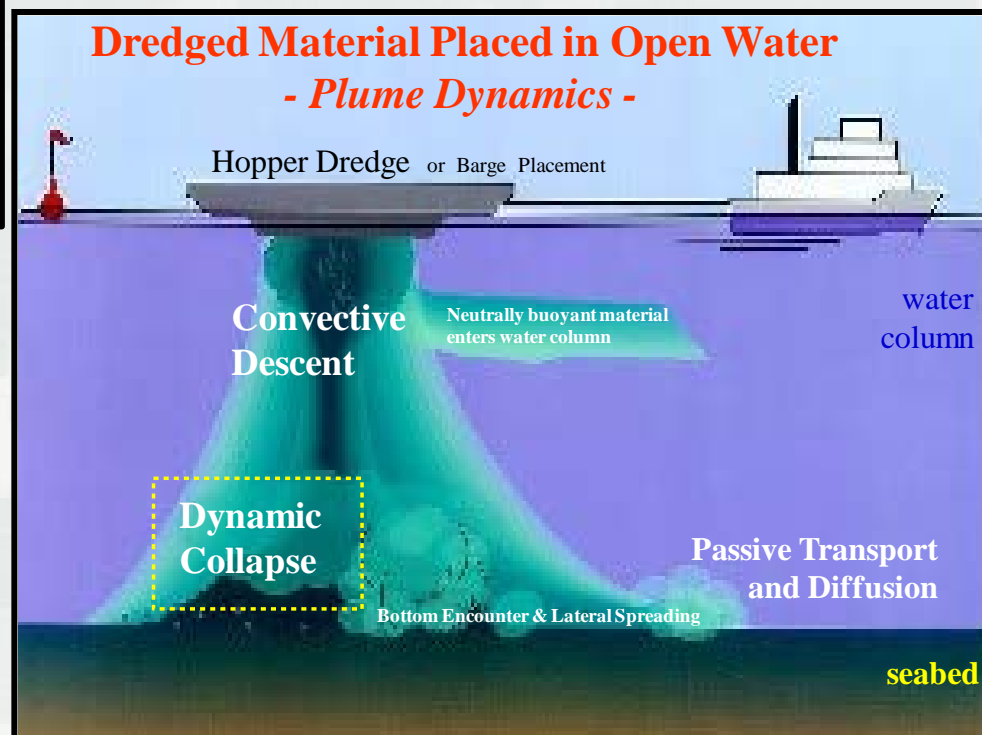 Dredged Material Placed in Open Water
- Plume Dynamics -
Hopper Dredge or Barge Placement
Convective
Descent
Neutrally buoyant material
enters water column
water
column
Dynamic
Collapse
Passive Transport
and Diffusion
Bottom Encounter & Lateral Spreading
seabed